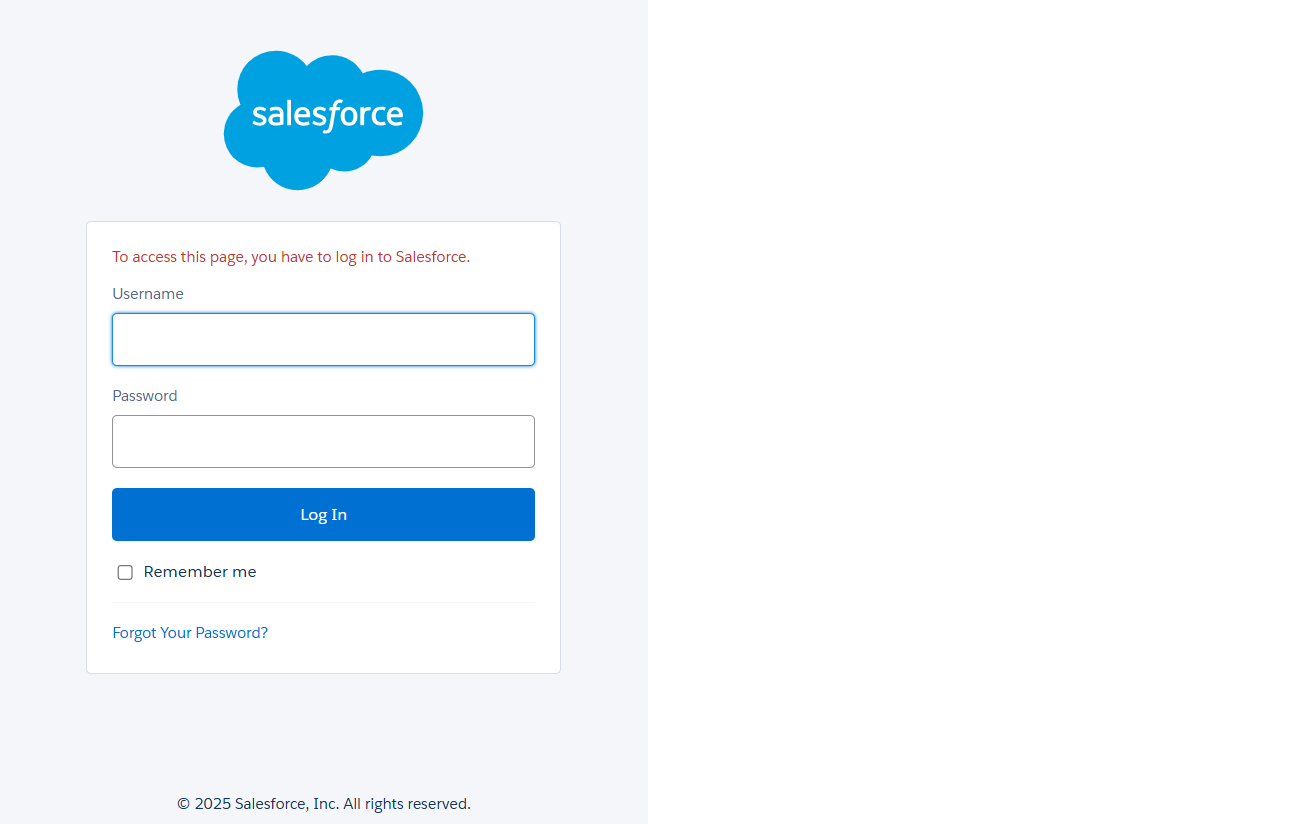 salesforce
To access this page, you have to log in to Salesforce.
Username
Password
Log In
Remember me
Forgot Your Password?
© 2025 Salesforce, Inc. All rights reserved.